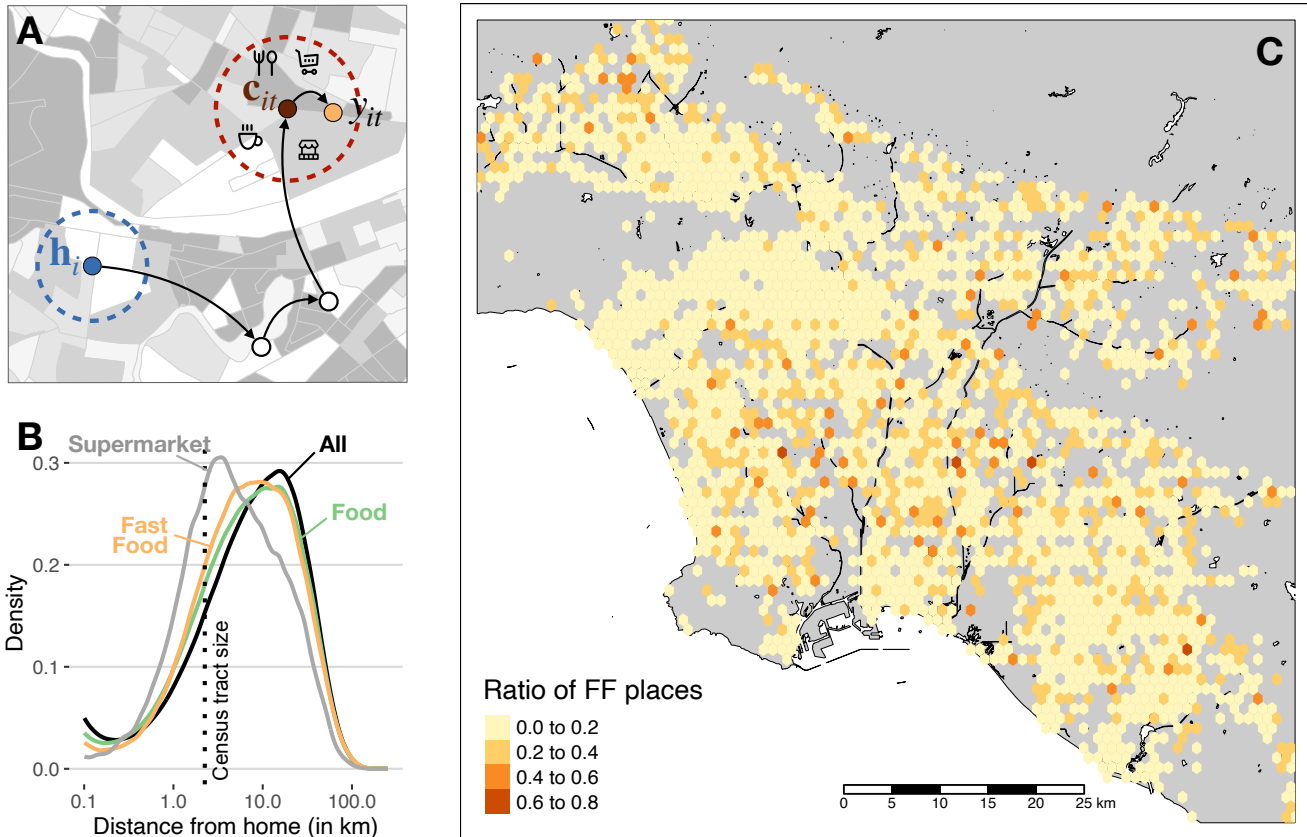 A
c_it
y_it
h_i
B
Supermarket
All
Food
Fast
Food
0.3
0.2
0.1
0.0
Density
Census tract size
0.1 1.0 10.0 100.0
Distance from home (in km)
C
Ratio of FF places
0.0 to 0.2
0.2 to 0.4
0.4 to 0.6
0.6 to 0.8
0 5 10 15 20 25 km